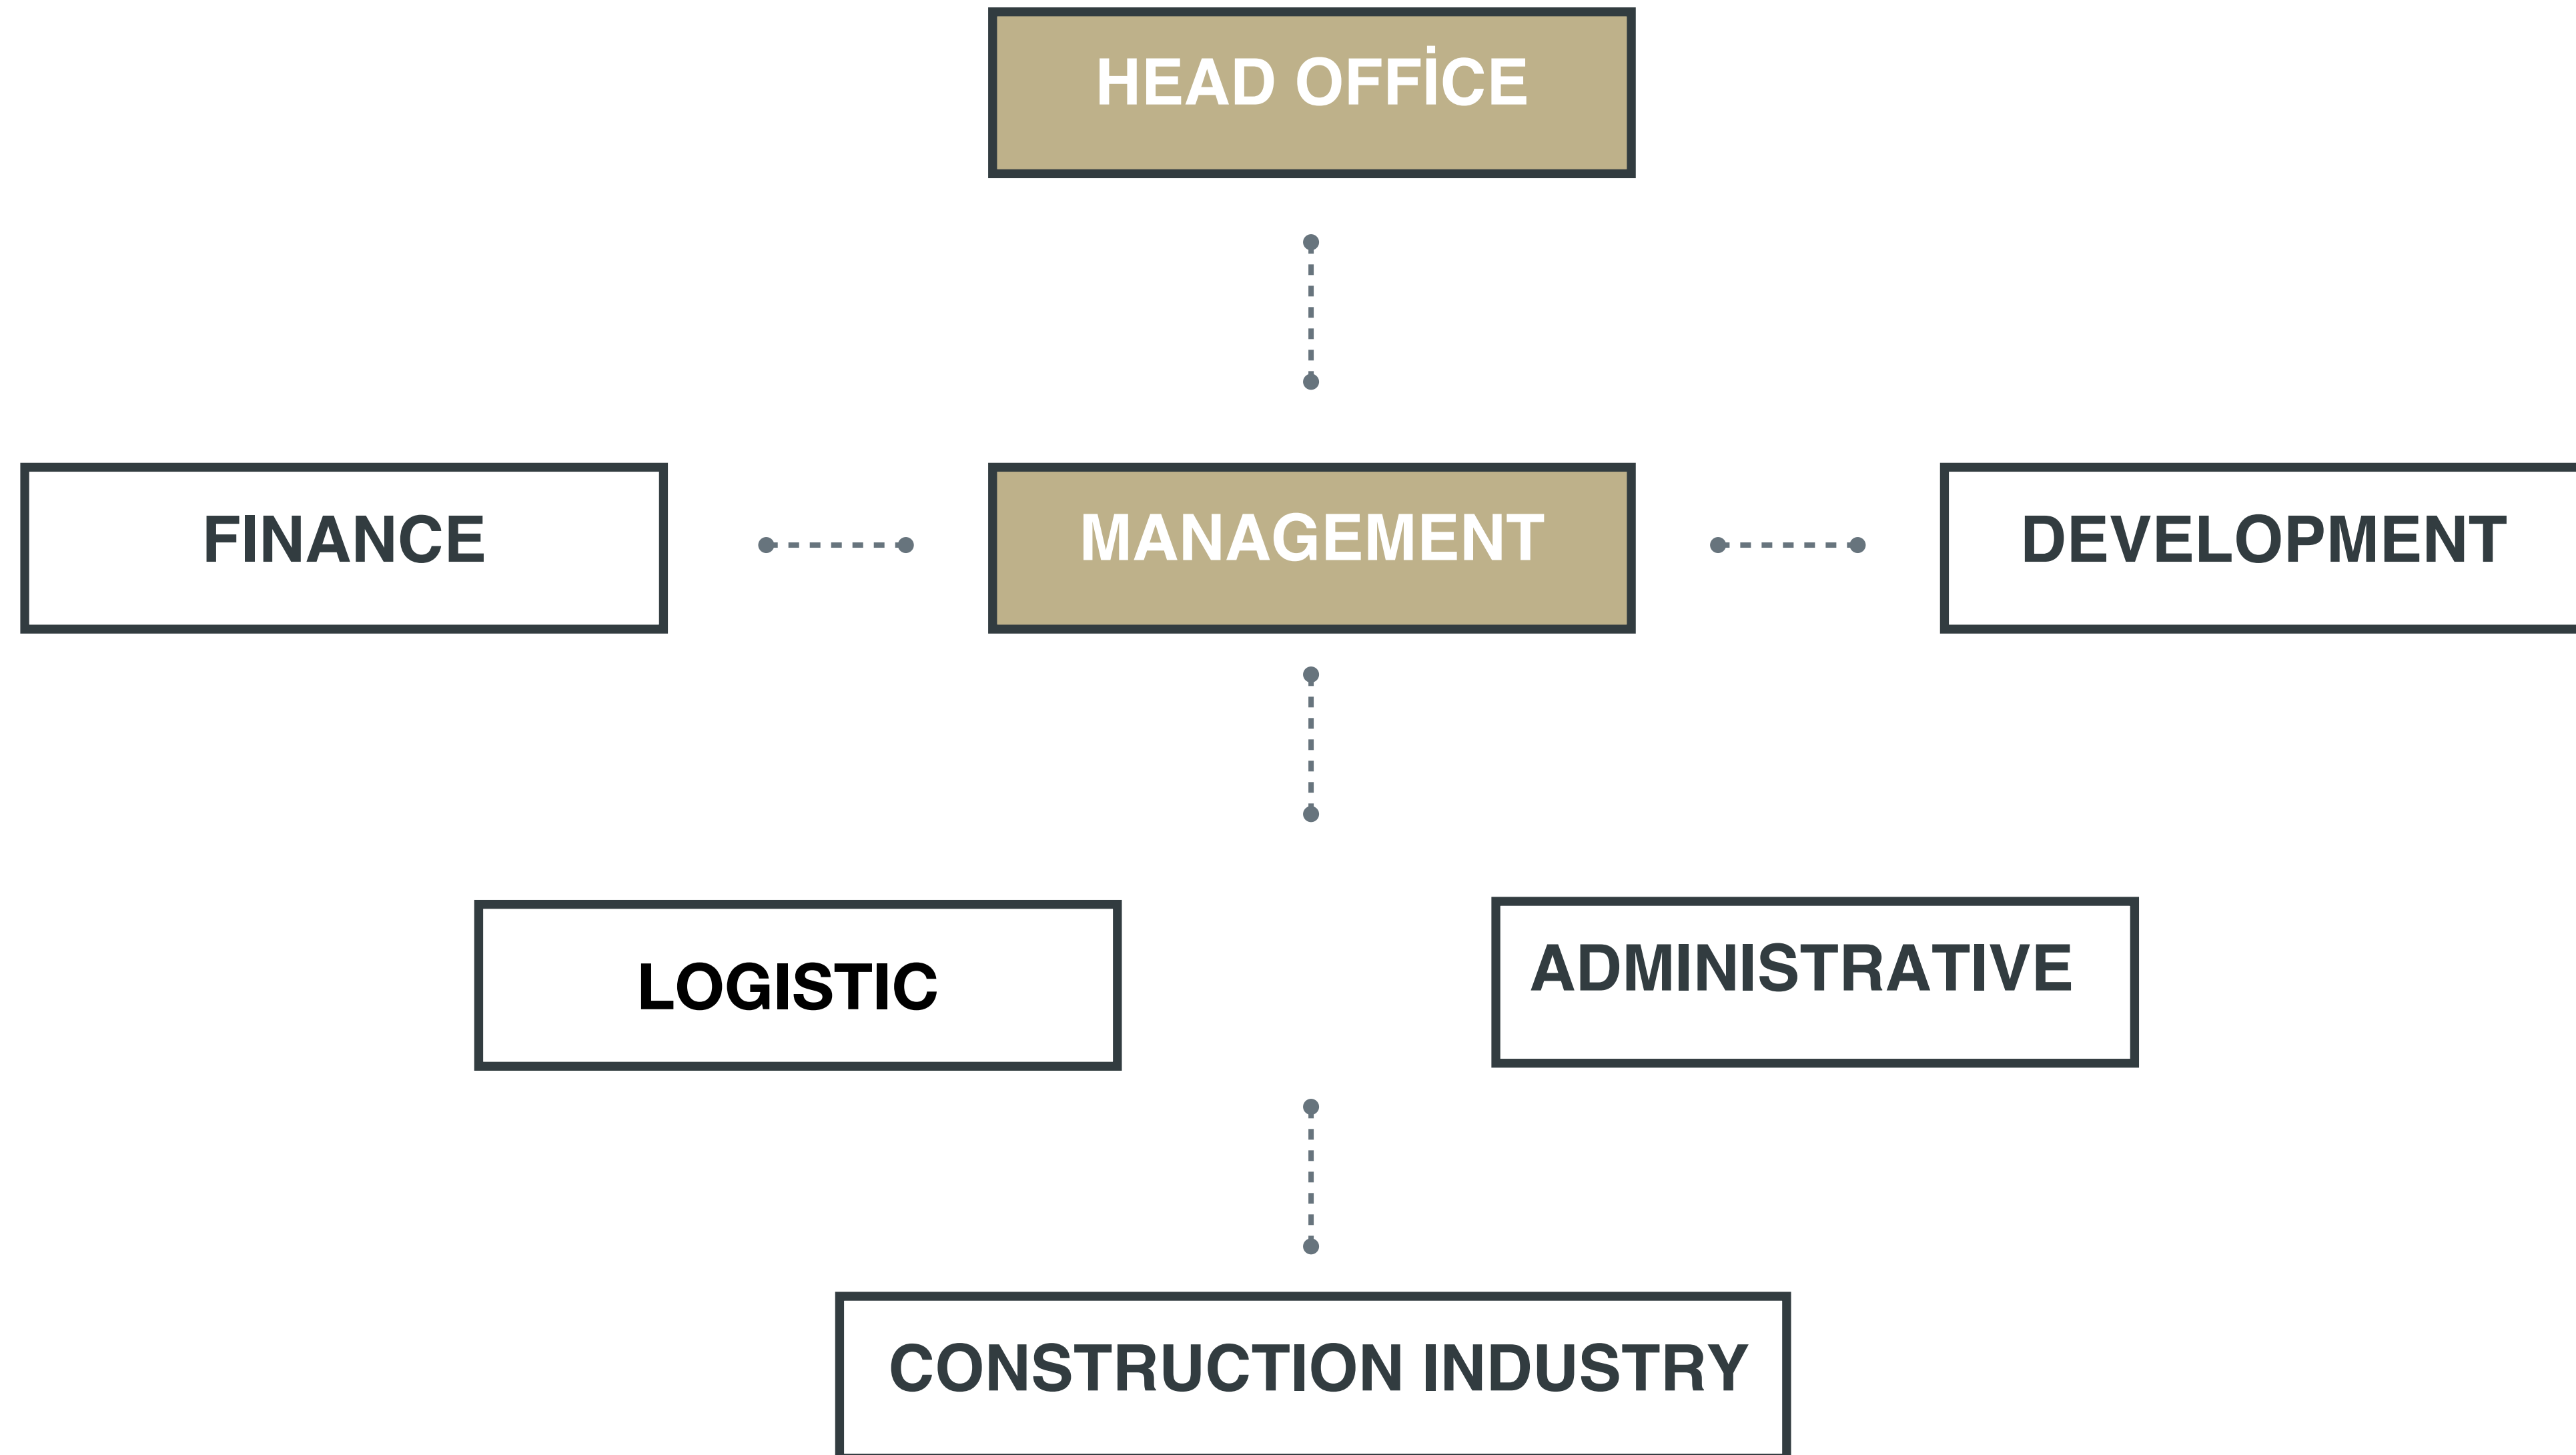 HEAD OFFİCE
FINANCE
MANAGEMENT
DEVELOPMENT
LOGISTIC
ADMINISTRATIVE
CONSTRUCTION INDUSTRY